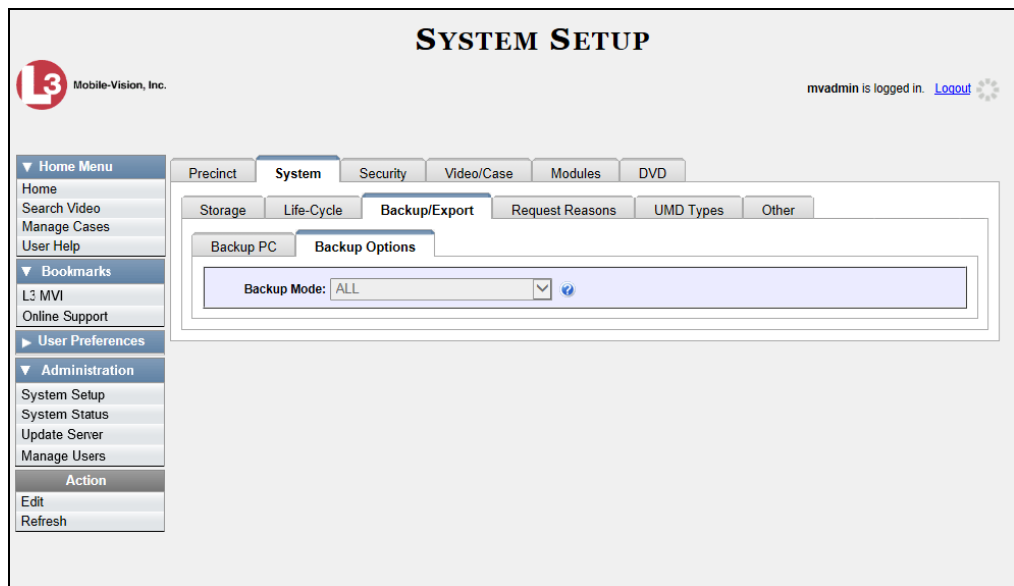 SYSTEM SETUP
L3 Mobile-Vision, Inc.
mvadmin is logged in. Logout
Home Menu
Home
Search Video
Manage Cases
User Help
Bookmarks
L3 MVI
Online Support
User Preferences
Administration
System Setup
System Status
Update Server
Manage Users
Action
Edit
Refresh
Precinct System Security Video/Case Modules DVD
Storage Life-Cycle Backup/Export Request Reasons UMD Types Other
Backup PC Backup Options
Backup Mode: ALL ?